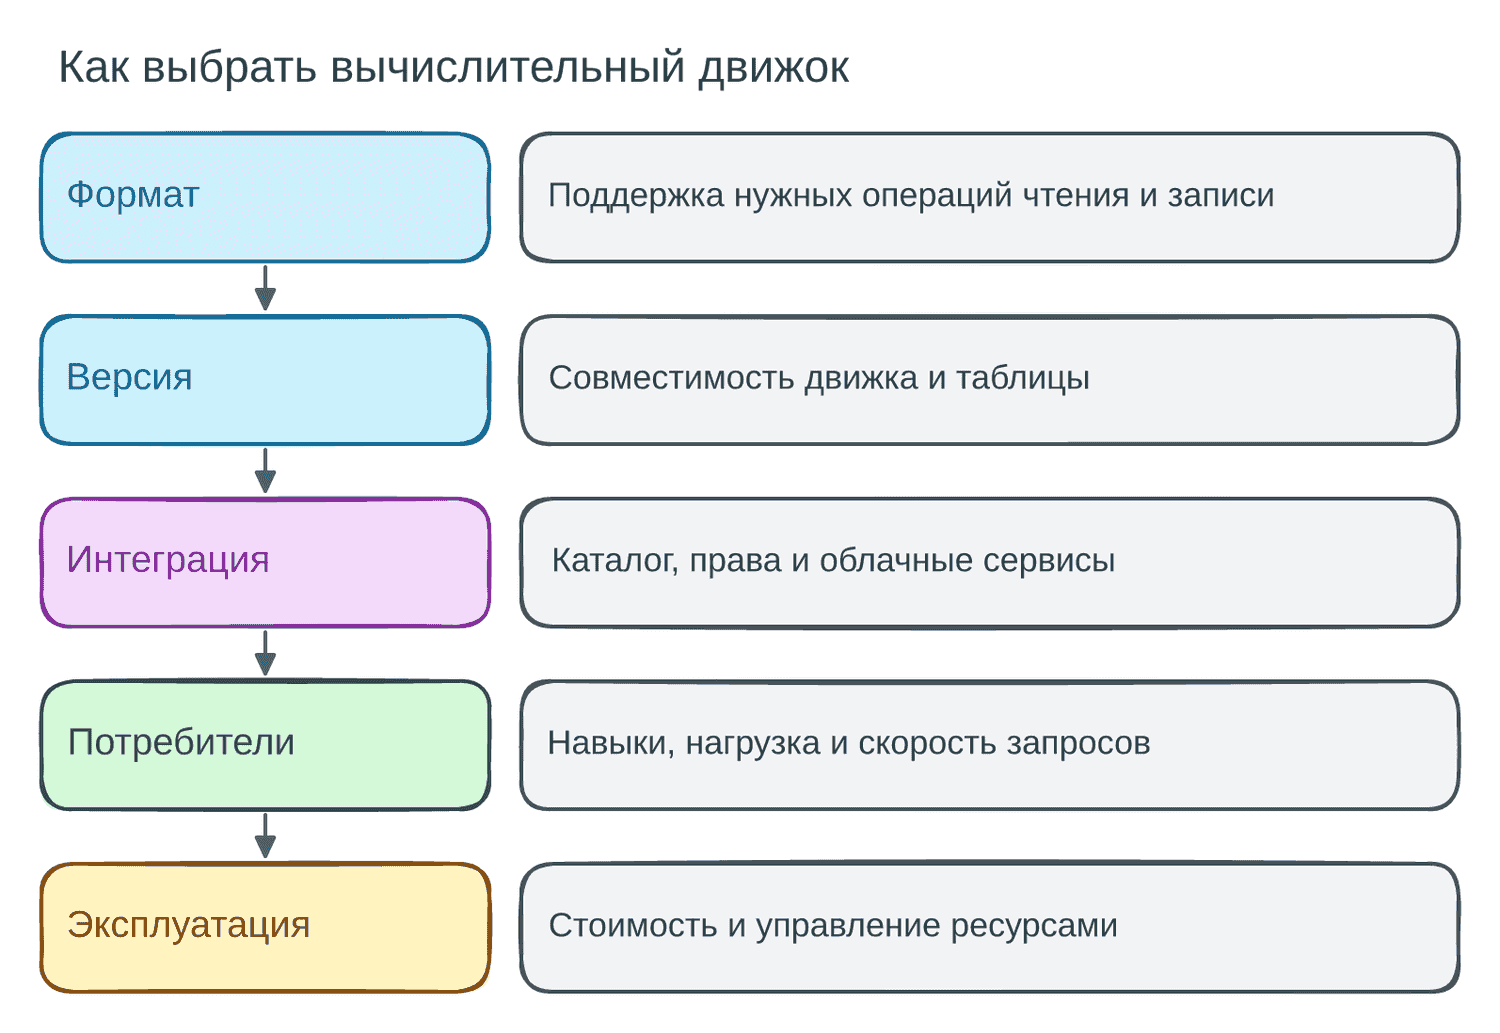 Как выбрать вычислительный движок
Формат
Поддержка нужных операций чтения и записи
Версия
Совместимость движка и таблицы
Интеграция
Каталог, права и облачные сервисы
Потребители
Навыки, нагрузка и скорость запросов
Эксплуатация
Стоимость и управление ресурсами